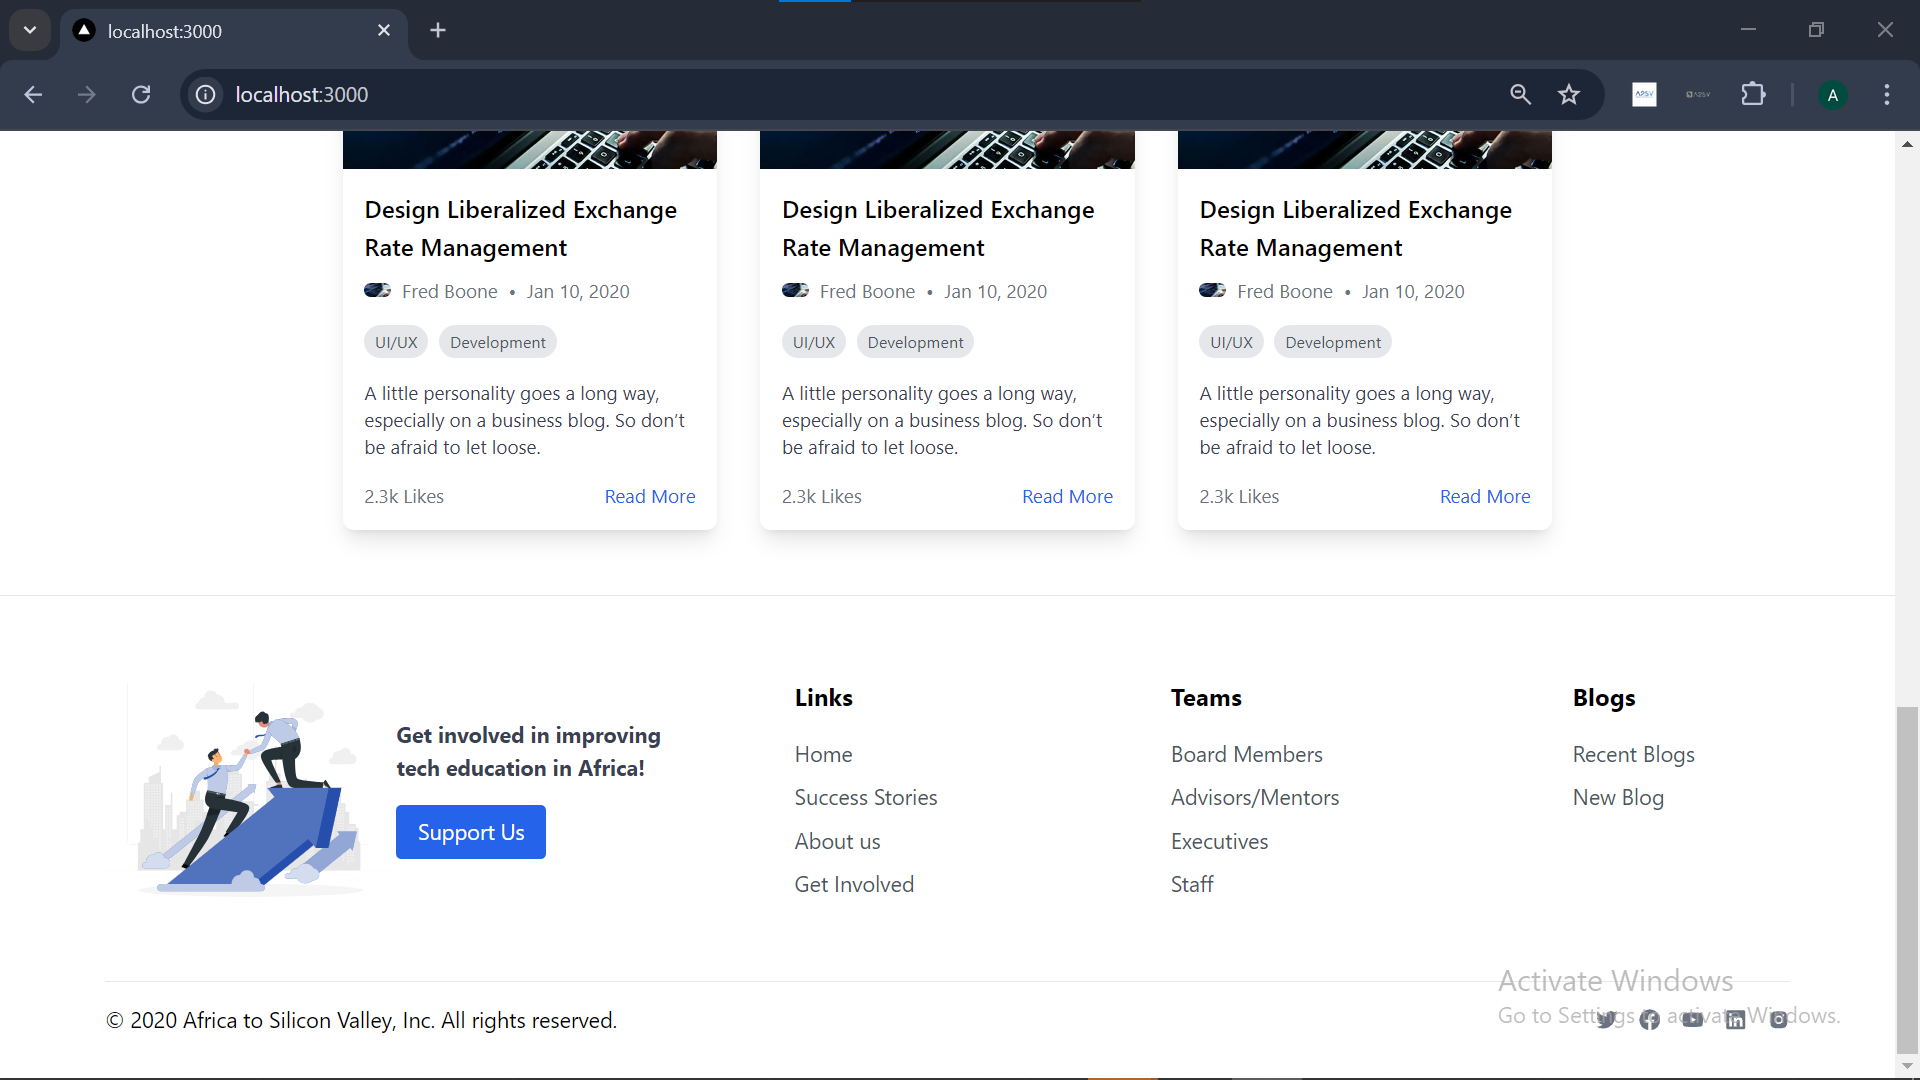 localhost:3000
localhost:3000
A2SV
A2SV
A
Design Liberalized Exchange
Rate Management
Fred Boone • Jan 10, 2020
UI/UX Development
A little personality goes a long way,
especially on a business blog. So don’t
be afraid to let loose.
2.3k Likes Read More
Design Liberalized Exchange
Rate Management
Fred Boone • Jan 10, 2020
UI/UX Development
A little personality goes a long way,
especially on a business blog. So don’t
be afraid to let loose.
2.3k Likes Read More
Design Liberalized Exchange
Rate Management
Fred Boone • Jan 10, 2020
UI/UX Development
A little personality goes a long way,
especially on a business blog. So don’t
be afraid to let loose.
2.3k Likes Read More
Get involved in improving
tech education in Africa!
Support Us
Links
Home
Success Stories
About us
Get Involved
Teams
Board Members
Advisors/Mentors
Executives
Staff
Blogs
Recent Blogs
New Blog
© 2020 Africa to Silicon Valley, Inc. All rights reserved.
Activate Windows
Go to Settings to activate Windows.